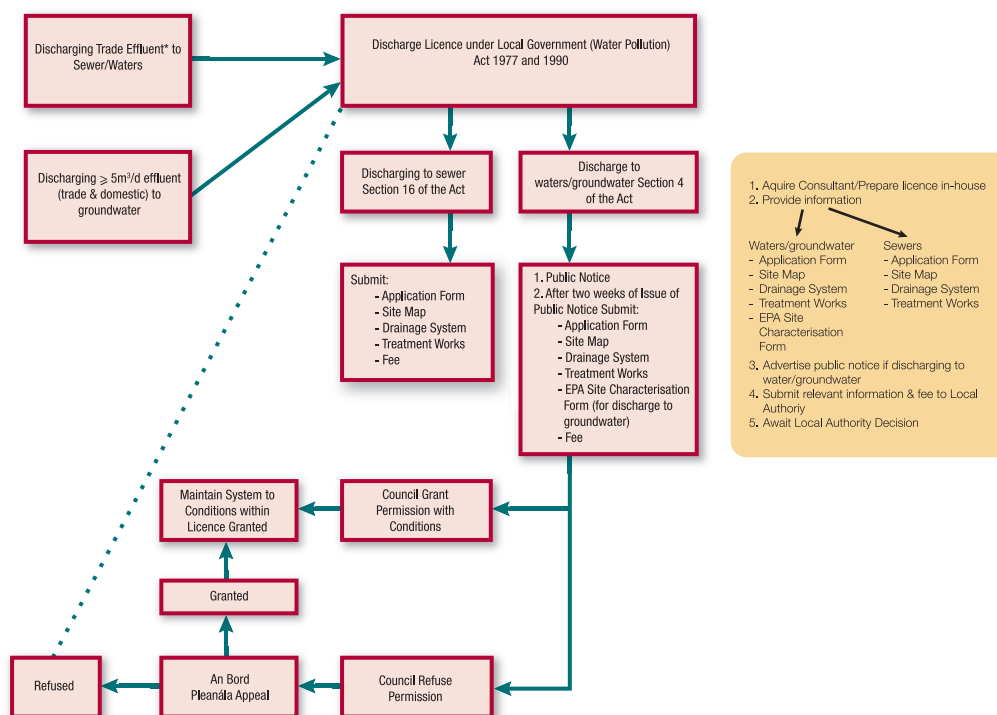 Discharging Trade Effluent* to
Sewer/Waters
Discharge Licence under Local Government (Water Pollution)
Act 1977 and 1990
Discharging ⩾ 5m³/d effluent
(trade & domestic) to
groundwater
Discharging to sewer
Section 16 of the Act
Discharge to
waters/groundwater Section 4
of the Act
Submit:
- Application Form
- Site Map
- Drainage System
- Treatment Works
- Fee
1. Public Notice
2. After two weeks of Issue of
Public Notice Submit:
- Application Form
- Site Map
- Drainage System
- Treatment Works
- EPA Site Characterisation
Form (for discharge to
groundwater)
- Fee
Maintain System to
Conditions within
Licence Granted
Council Grant
Permission with
Conditions
Granted
Refused
An Bord
Pleanála Appeal
Council Refuse
Permission
1. Aquire Consultant/Prepare licence in-house
2. Provide information
Waters/groundwater
- Application Form
- Site Map
- Drainage System
- Treatment Works
- EPA Site
Characterisation
Form
Sewers
- Application Form
- Site Map
- Drainage System
- Treatment Works
3. Advertise public notice if discharging to
water/groundwater
4. Submit relevant information & fee to Local
Authoriy
5. Await Local Authority Decision